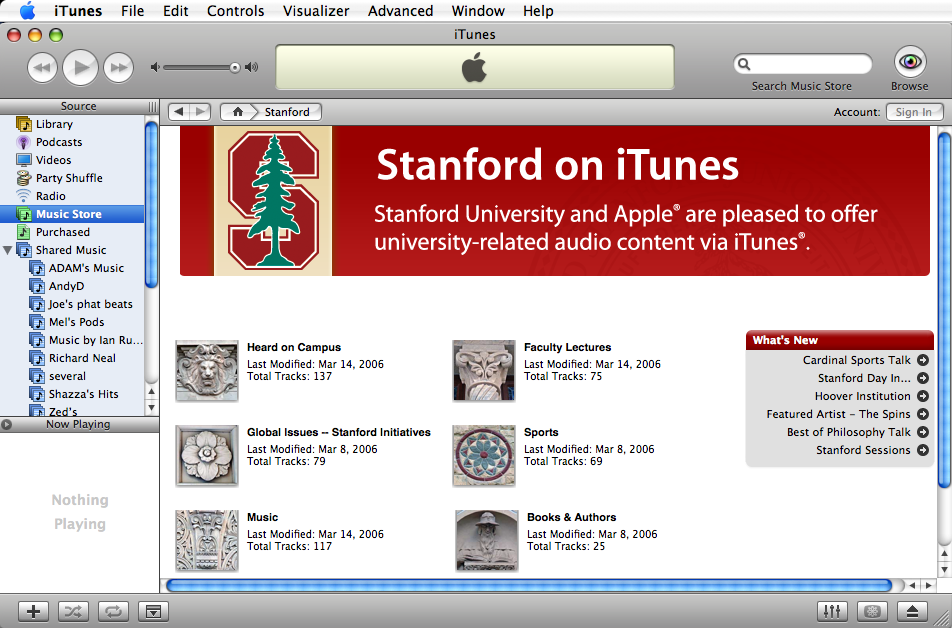 iTunes File Edit Controls Visualizer Advanced Window Help
iTunes
Search Music Store
Browse
Source
Library
Podcasts
Videos
Party Shuffle
Radio
Music Store
Purchased
Shared Music
ADAM's Music
AndyD
Joe's phat beats
Mel's Pods
Music by Ian Ru...
Richard Neal
several
Shazza's Hits
Zed's
Now Playing
Nothing
Playing
Stanford
Account: Sign In
S
Stanford on iTunes
Stanford University and Apple® are pleased to offer
university-related audio content via iTunes®.
Heard on Campus
Last Modified: Mar 14, 2006
Total Tracks: 137
Faculty Lectures
Last Modified: Mar 14, 2006
Total Tracks: 75
Global Issues -- Stanford Initiatives
Last Modified: Mar 8, 2006
Total Tracks: 79
Sports
Last Modified: Mar 8, 2006
Total Tracks: 69
Music
Last Modified: Mar 14, 2006
Total Tracks: 117
Books & Authors
Last Modified: Mar 8, 2006
Total Tracks: 25
What's New
Cardinal Sports Talk
Stanford Day In...
Hoover Institution
Featured Artist – The Spins
Best of Philosophy Talk
Stanford Sessions